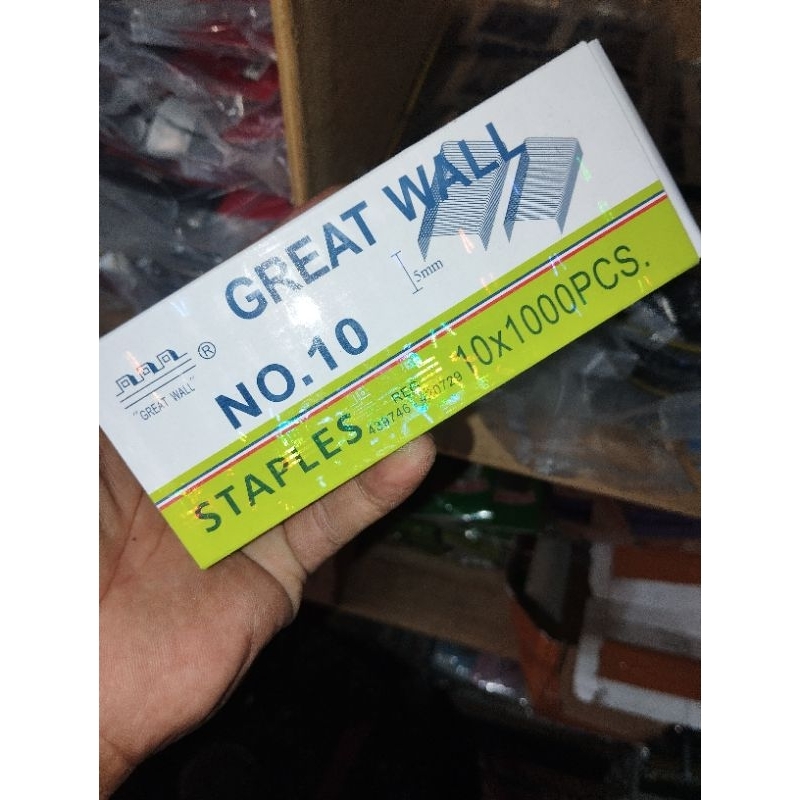 GREAT WALL
5mm
®
"GREAT WALL"
NO.10
STAPLES
10x1000PCS.